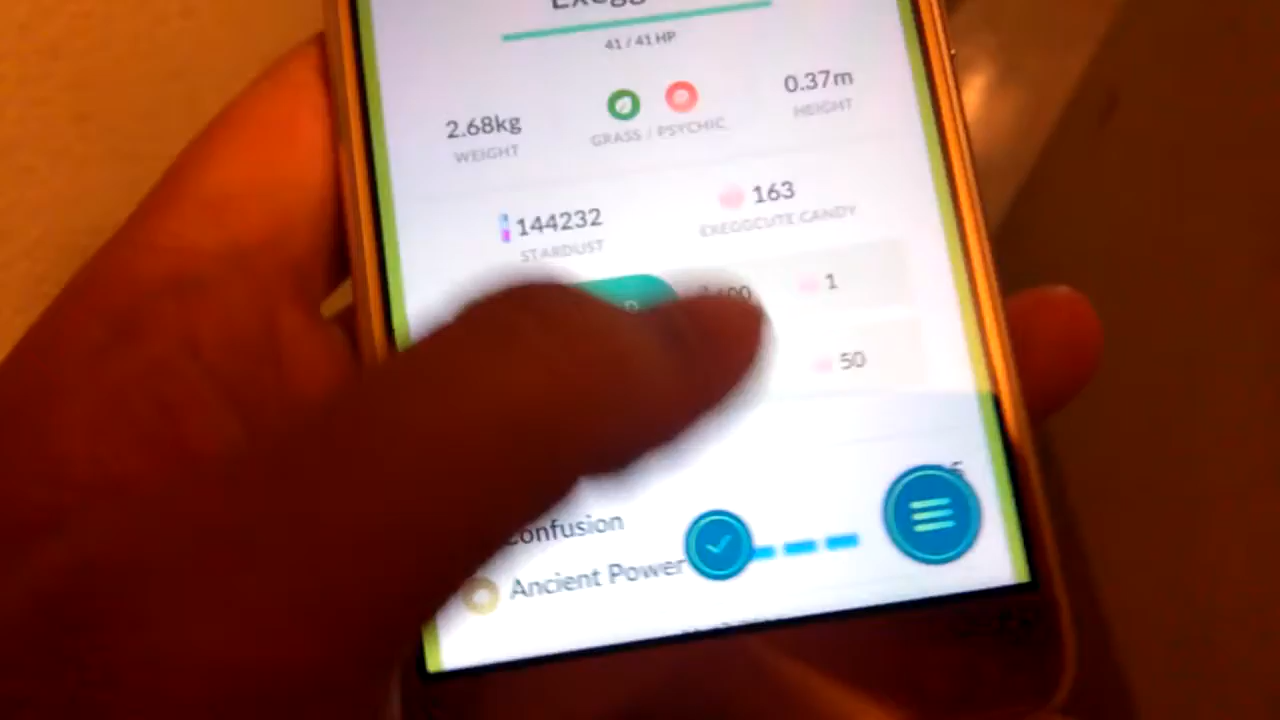 41 / 41 HP
2.68kg
WEIGHT
GRASS / PSYCHIC
0.37m
HEIGHT
144232
STARDUST
163
EXEGGCUTE CANDY
1
50
Confusion
Ancient Power